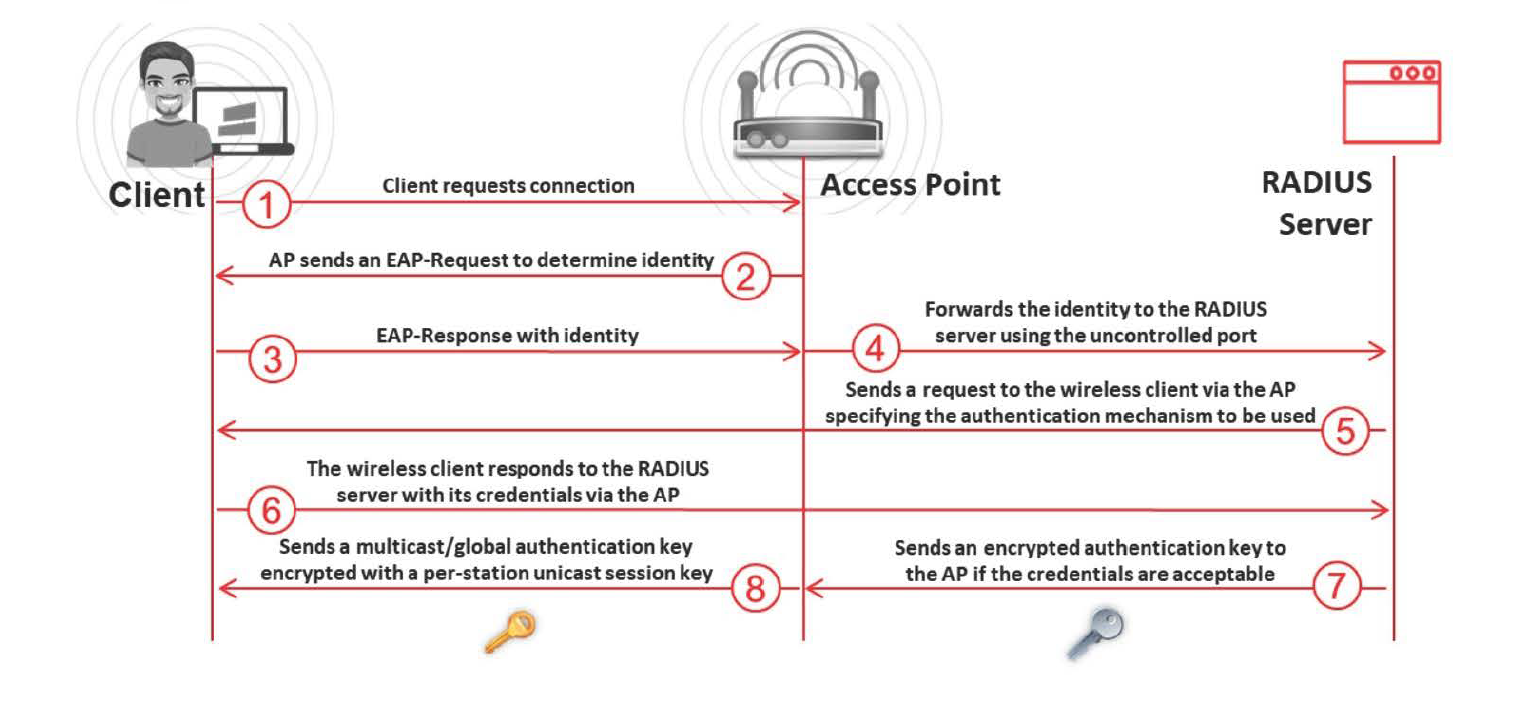 Client
Access Point
RADIUS
Server
1
Client requests connection
AP sends an EAP-Request to determine identity
2
3
EAP-Response with identity
4
Forwards the identity to the RADIUS
server using the uncontrolled port
Sends a request to the wireless client via the AP
specifying the authentication mechanism to be used
5
The wireless client responds to the RADIUS
server with its credentials via the AP
6
Sends an encrypted authentication key to
the AP if the credentials are acceptable
7
Sends a multicast/global authentication key
encrypted with a per-station unicast session key
8